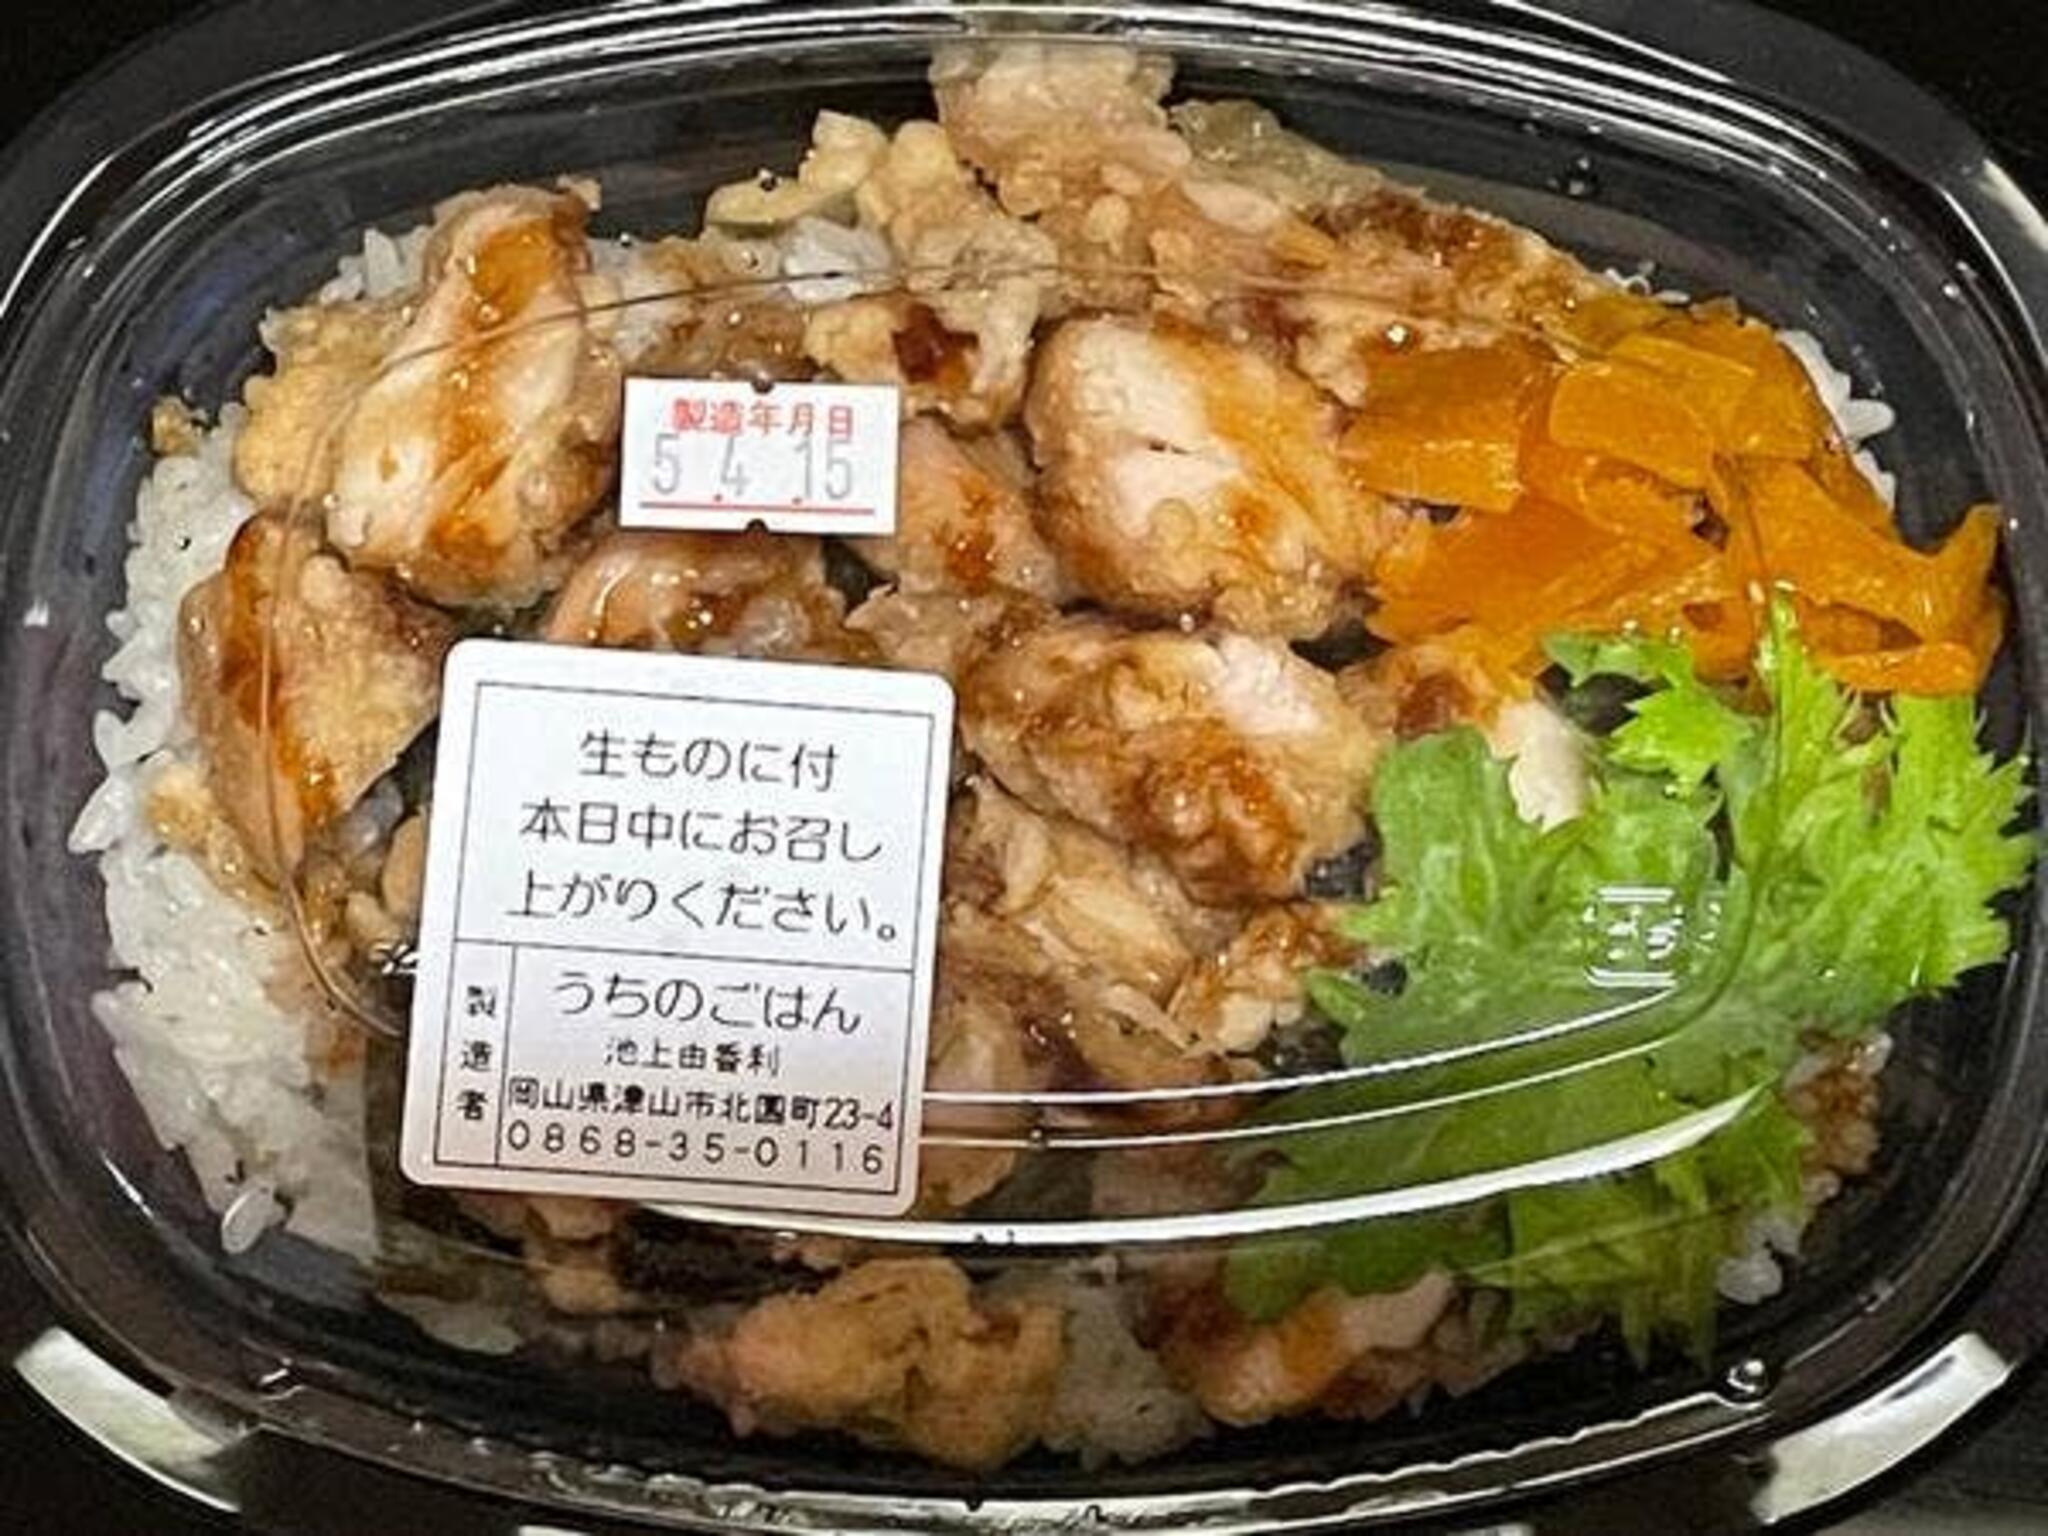 製造年月日
5.4.15
生ものに付
本日中にお召し
上がりください。
製造者
うちのごはん
池上由香利
岡山県津山市北園町23-4
0868-35-0116